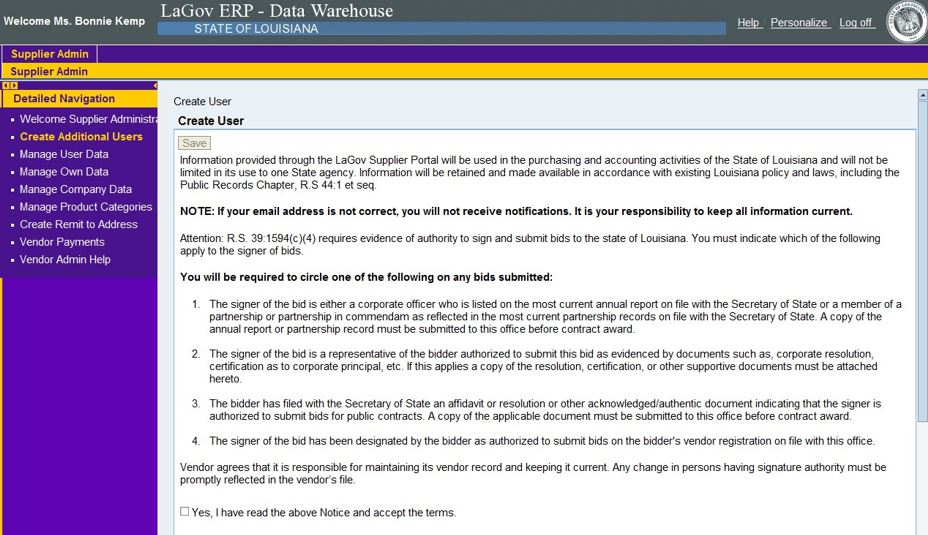 Welcome Ms. Bonnie Kemp
LaGov ERP - Data Warehouse
STATE OF LOUISIANA
Help
Personalize
Log off
Supplier Admin
Supplier Admin
Detailed Navigation
Welcome Supplier Administra
Create Additional Users
Manage User Data
Manage Own Data
Manage Company Data
Manage Product Categories
Create Remit to Address
Vendor Payments
Vendor Admin Help
Create User
Create User
Save
Information provided through the LaGov Supplier Portal will be used in the purchasing and accounting activities of the State of Louisiana and will not be
limited in its use to one State agency. Information will be retained and made available in accordance with existing Louisiana policy and laws, including the
Public Records Chapter, R.S 44:1 et seq.
NOTE: If your email address is not correct, you will not receive notifications. It is your responsibility to keep all information current.
Attention: R.S. 39:1594(c)(4) requires evidence of authority to sign and submit bids to the state of Louisiana. You must indicate which of the following
apply to the signer of bids.
You will be required to circle one of the following on any bids submitted:
1. The signer of the bid is either a corporate officer who is listed on the most current annual report on file with the Secretary of State or a member of a
partnership or partnership in commendam as reflected in the most current partnership records on file with the Secretary of State. A copy of the
annual report or partnership record must be submitted to this office before contract award.
2. The signer of the bid is a representative of the bidder authorized to submit this bid as evidenced by documents such as, corporate resolution,
certification as to corporate principal, etc. If this applies a copy of the resolution, certification, or other supportive documents must be attached
hereto.
3. The bidder has filed with the Secretary of State an affidavit or resolution or other acknowledged/authentic document indicating that the signer is
authorized to submit bids for public contracts. A copy of the applicable document must be submitted to this office before contract award.
4. The signer of the bid has been designated by the bidder as authorized to submit bids on the bidder's vendor registration on file with this office.
Vendor agrees that it is responsible for maintaining its vendor record and keeping it current. Any change in persons having signature authority must be
promptly reflected in the vendor's file.
Yes, I have read the above Notice and accept the terms.